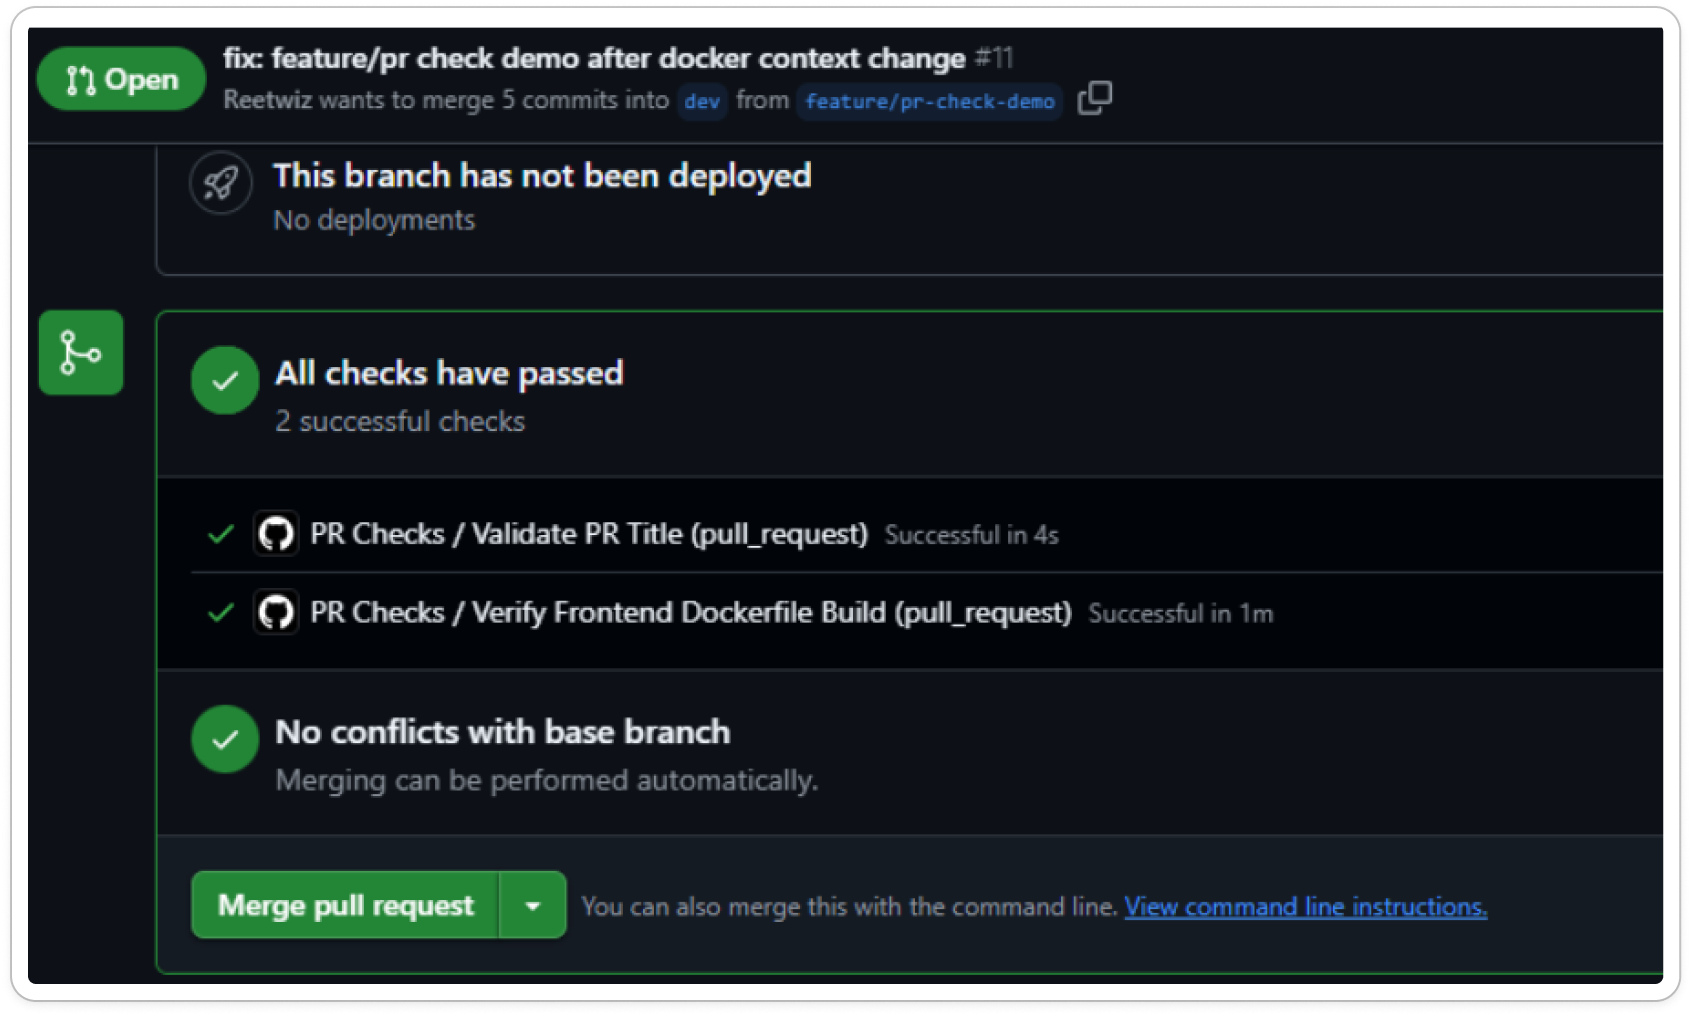 Open
fix: feature/pr check demo after docker context change #11
Reetwiz wants to merge 5 commits into dev from feature/pr-check-demo
This branch has not been deployed
No deployments
All checks have passed
2 successful checks
PR Checks / Validate PR Title (pull_request) Successful in 4s
PR Checks / Verify Frontend Dockerfile Build (pull_request) Successful in 1m
No conflicts with base branch
Merging can be performed automatically.
Merge pull request You can also merge this with the command line. View command line instructions.